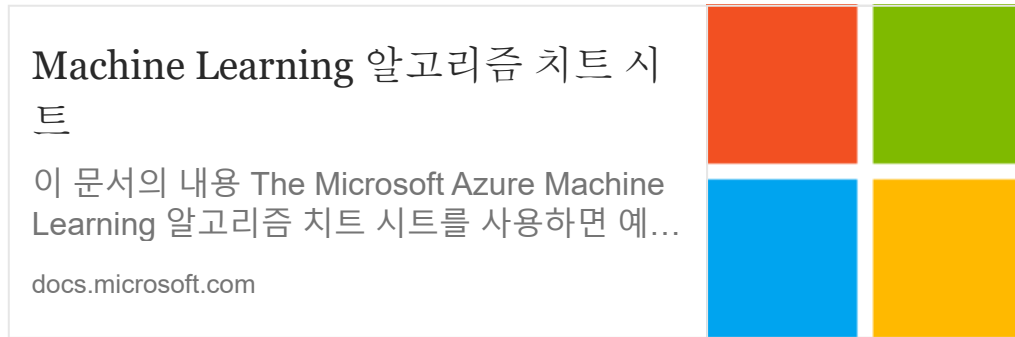 Machine Learning 알고리즘 치트 시
트
이 문서의 내용 The Microsoft Azure Machine
Learning 알고리즘 치트 시트를 사용하면 예...
docs.microsoft.com